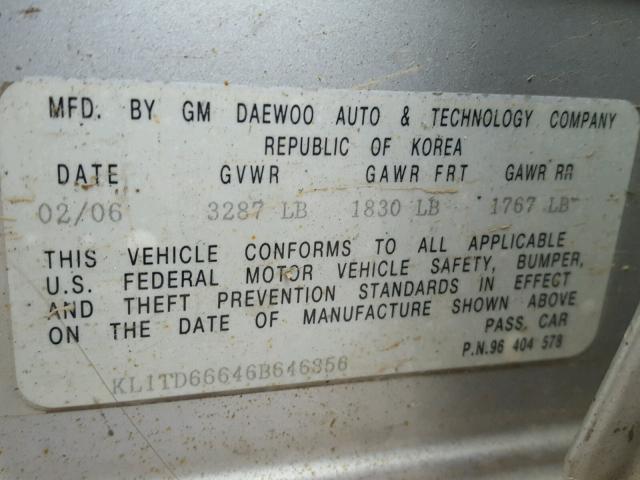 MFD. BY GM DAEWOO AUTO & TECHNOLOGY COMPANY
REPUBLIC OF KOREA
DATE GVWR GAWR FRT GAWR RR
02/06 3287 LB 1830 LB 1767 LB
THIS VEHICLE CONFORMS TO ALL APPLICABLE
U.S. FEDERAL MOTOR VEHICLE SAFETY, BUMPER,
AND THEFT PREVENTION STANDARDS IN EFFECT
ON THE DATE OF MANUFACTURE SHOWN ABOVE
PASS. CAR
P.N.96 404 578
KL1TD66646B646356